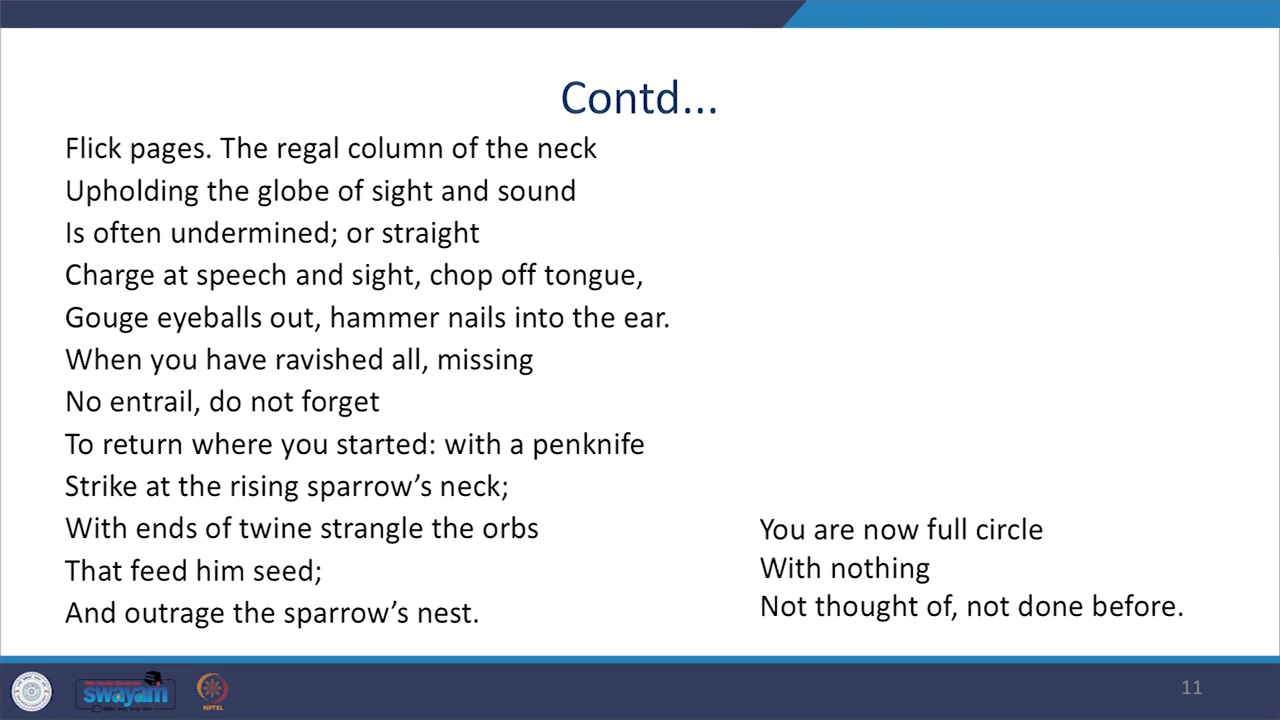 Contd...
Flick pages. The regal column of the neck
Upholding the globe of sight and sound
Is often undermined; or straight
Charge at speech and sight, chop off tongue,
Gouge eyeballs out, hammer nails into the ear.
When you have ravished all, missing
No entrail, do not forget
To return where you started: with a penknife
Strike at the rising sparrow’s neck;
With ends of twine strangle the orbs
That feed him seed;
And outrage the sparrow’s nest.
You are now full circle
With nothing
Not thought of, not done before.
swayam
NPTEL
11